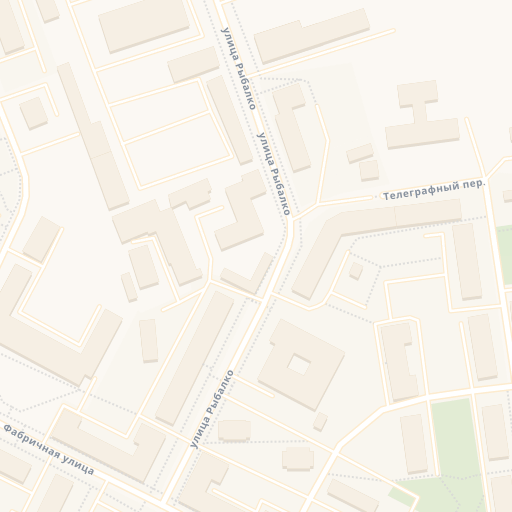 улица Рыбалко
улица Рыбалко
Телеграфный пер.
улица Рыбалко
Фабричная улица